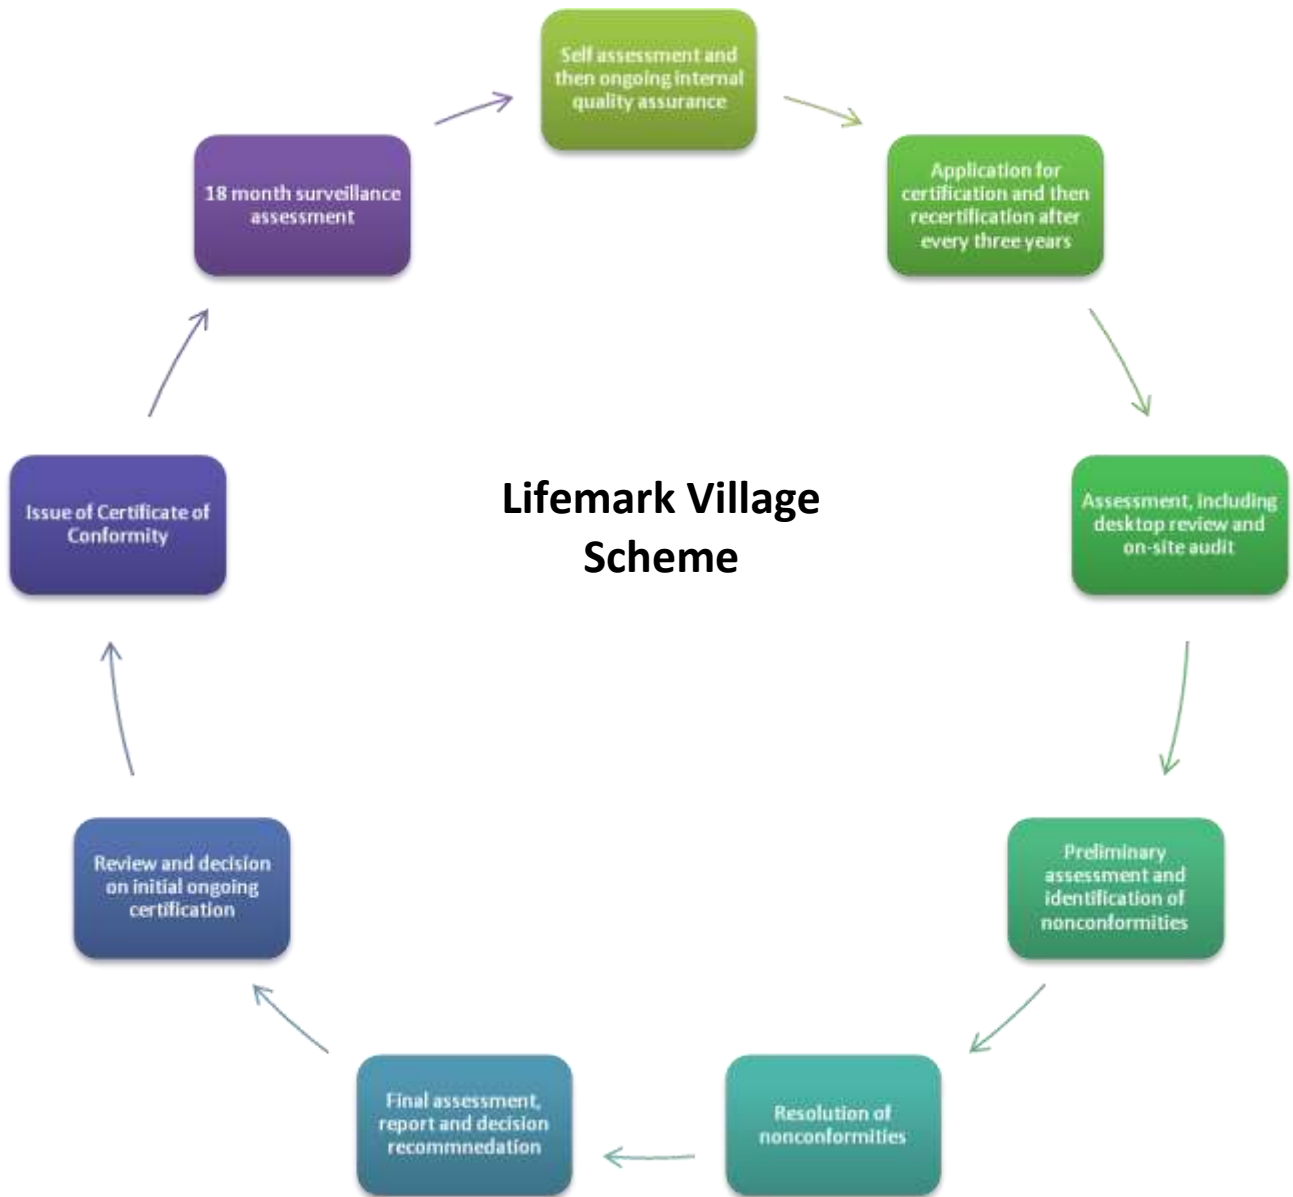 Self assessment and
then ongoing internal
quality assurance
Application for
certification and then
recertification after
every three years
Assessment, including
desktop review and
on-site audit
Preliminary
assessment and
identification of
nonconformities
Resolution of
nonconformities
Final assessment,
report and decision
recommnedation
Review and decision
on initial ongoing
certification
Issue of Certificate of
Conformity
18 month surveillance
assessment
Lifemark Village
Scheme